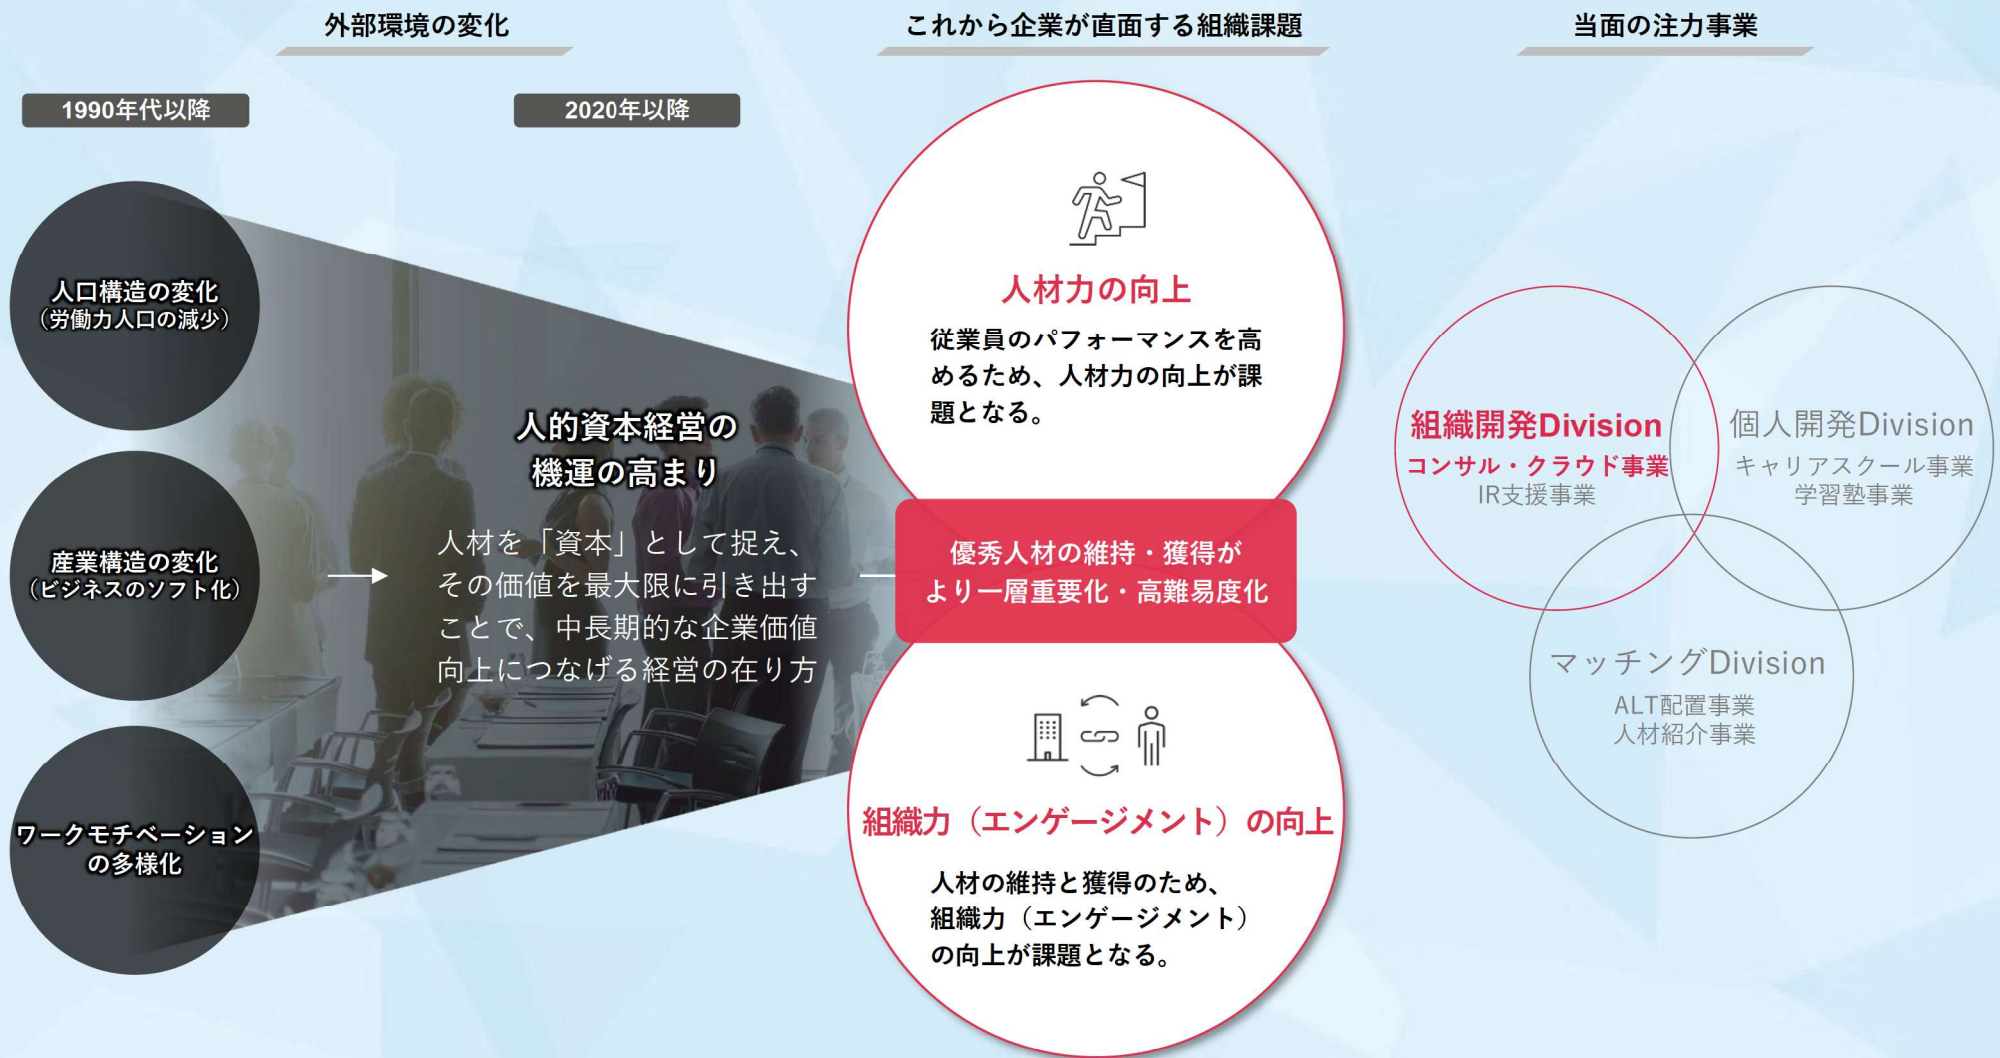 外部環境の変化
これから企業が直面する組織課題
当面の注力事業
1990年代以降
2020年以降
人口構造の変化
（労働力人口の減少）
産業構造の変化
（ビジネスのソフト化）
ワークモチベーション
の多様化
人的資本経営の
機運の高まり
人材を「資本」として捉え、
その価値を最大限に引き出す
ことで、中長期的な企業価値
向上につなげる経営の在り方
人材力の向上
従業員のパフォーマンスを高
めるため、人材力の向上が課
題となる。
優秀人材の維持・獲得が
より一層重要化・高難易度化
組織力（エンゲージメント）の向上
人材の維持と獲得のため、
組織力（エンゲージメント）
の向上が課題となる。
組織開発Division
コンサル・クラウド事業
IR支援事業
個人開発Division
キャリアスクール事業
学習塾事業
マッチングDivision
ALT配置事業
人材紹介事業